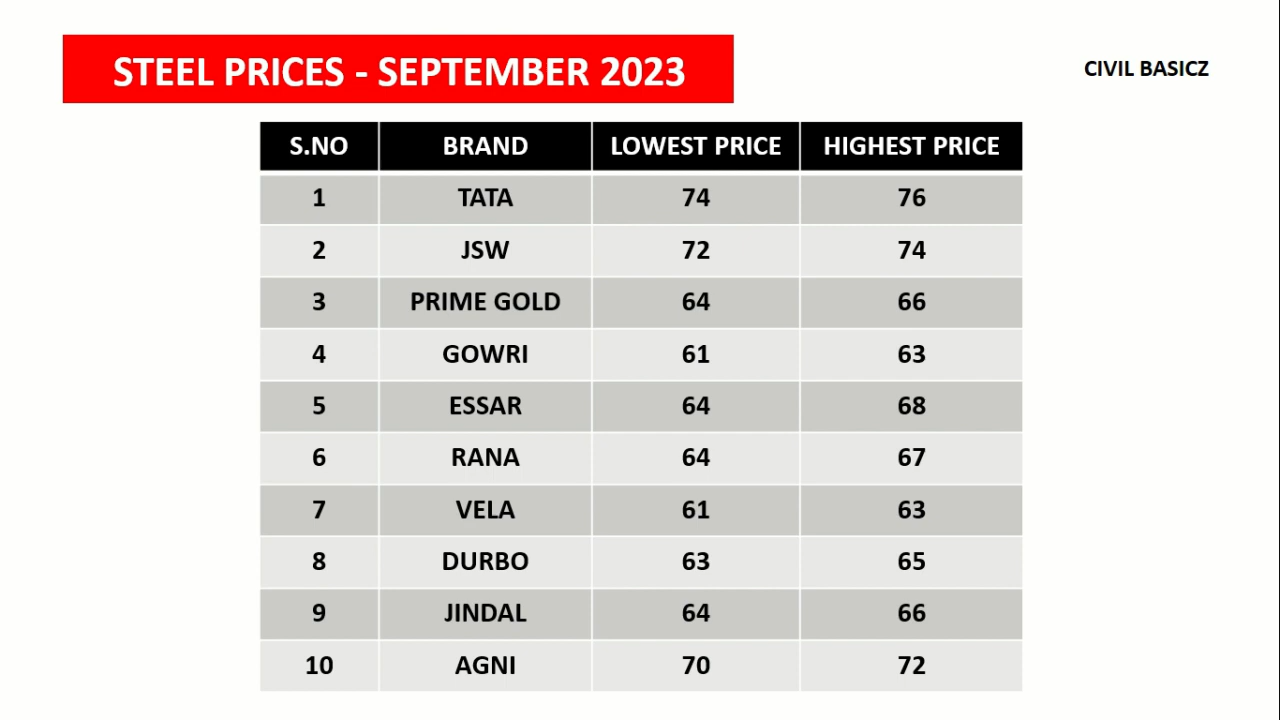 STEEL PRICES - SEPTEMBER 2023
CIVIL BASICZ
S.NO BRAND LOWEST PRICE HIGHEST PRICE
1 TATA 74 76
2 JSW 72 74
3 PRIME GOLD 64 66
4 GOWRI 61 63
5 ESSAR 64 68
6 RANA 64 67
7 VELA 61 63
8 DURBO 63 65
9 JINDAL 64 66
10 AGNI 70 72